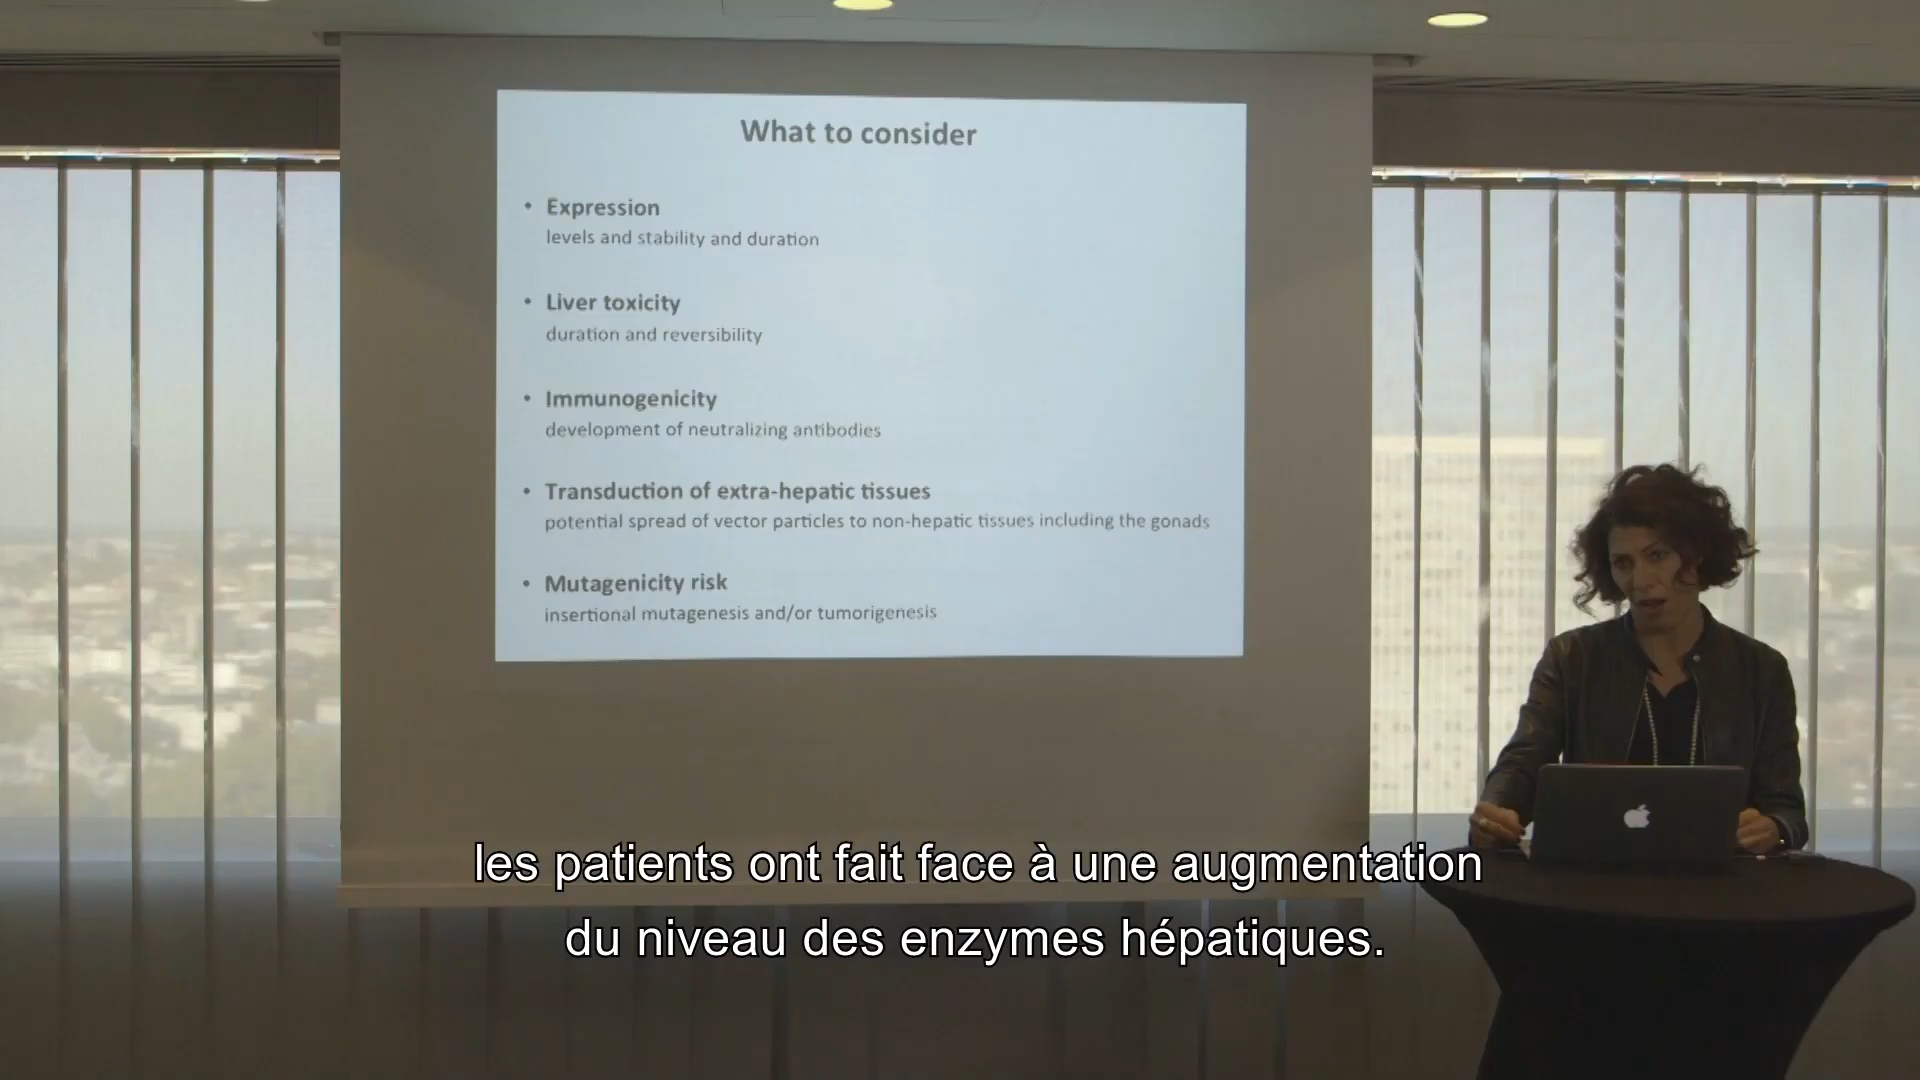 What to consider
• Expression
levels and stability and duration
• Liver toxicity
duration and reversibility
• Immunogenicity
development of neutralizing antibodies
• Transduction of extra-hepatic tissues
potential spread of vector particles to non-hepatic tissues including the gonads
• Mutagenicity risk
insertional mutagenesis and/or tumorigenesis
les patients ont fait face à une augmentation
du niveau des enzymes hépatiques.